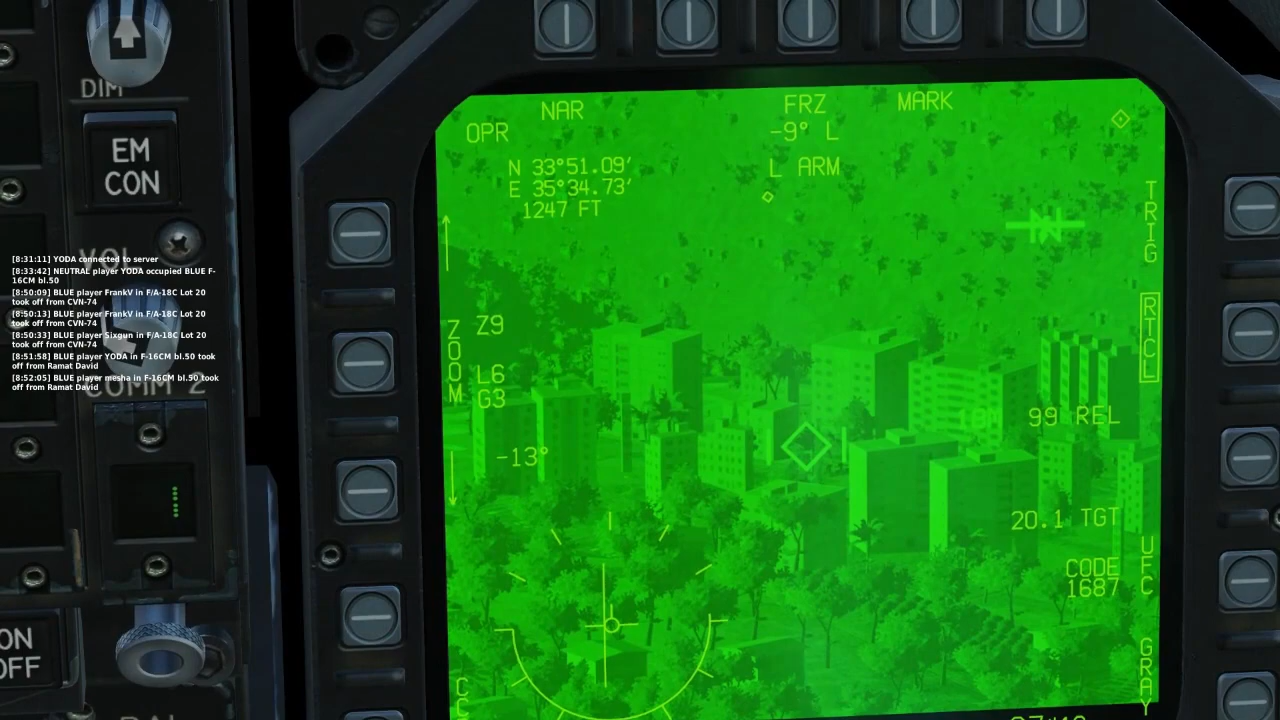 DIM
EM
CON
VOL
[8:31:11] YODA connected to server
[8:33:42] NEUTRAL player YODA occupied BLUE F-
16CM bl.50
[8:50:09] BLUE player FrankV in F/A-18C Lot 20
took off from CVN-74
[8:50:13] BLUE player FrankV in F/A-18C Lot 20
took off from CVN-74
[8:50:33] BLUE player Sixgun in F/A-18C Lot 20
took off from CVN-74
[8:51:58] BLUE player YODA in F-16CM bl.50 took
off from Ramat David
[8:52:05] BLUE player mesha in F-16CM bl.50 took
off from Ramat David
COMM 2
NAR
FRZ
MARK
OPR
-9° L
L ARM
N 33°51.09′
E 35°34.73′
1247 FT
TRIG
ZOOM
Z9
L6
G3
RTCL
99 REL
-13°
20.1 TGT
CODE
1687
UFC
GRAY